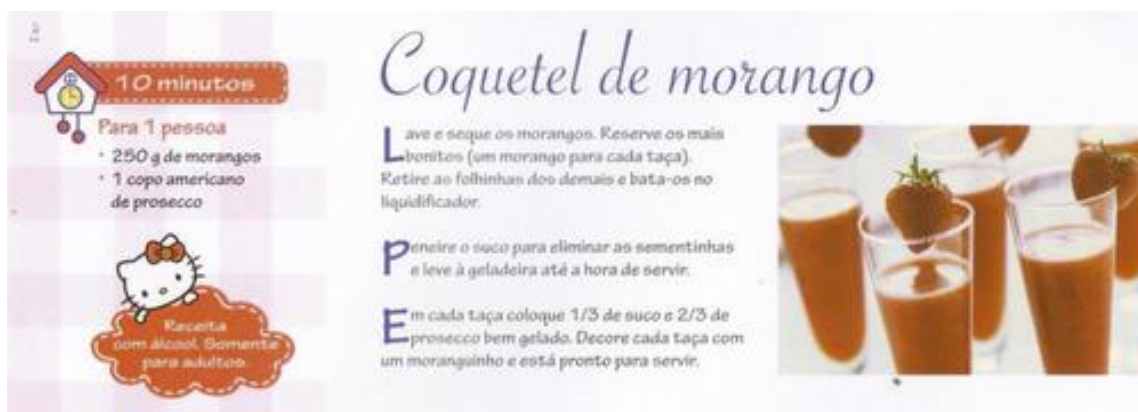 10 minutos
Para 1 pessoa
• 250 g de morangos
• 1 copo americano
de prosecco
Receita
com álcool. Somente
para adultos.
Coquetel de morango
Lave e seque os morangos. Reserve os mais
bonitos (um morango para cada taça).
Retire as folhinhas dos demais e bata-os no
liquidificador.
Peneire o suco para eliminar as sementinhas
e leve à geladeira até a hora de servir.
Em cada taça coloque 1/3 de suco e 2/3 de
prosecco bem gelado. Decore cada taça com
um moranguinho e está pronto para servir.